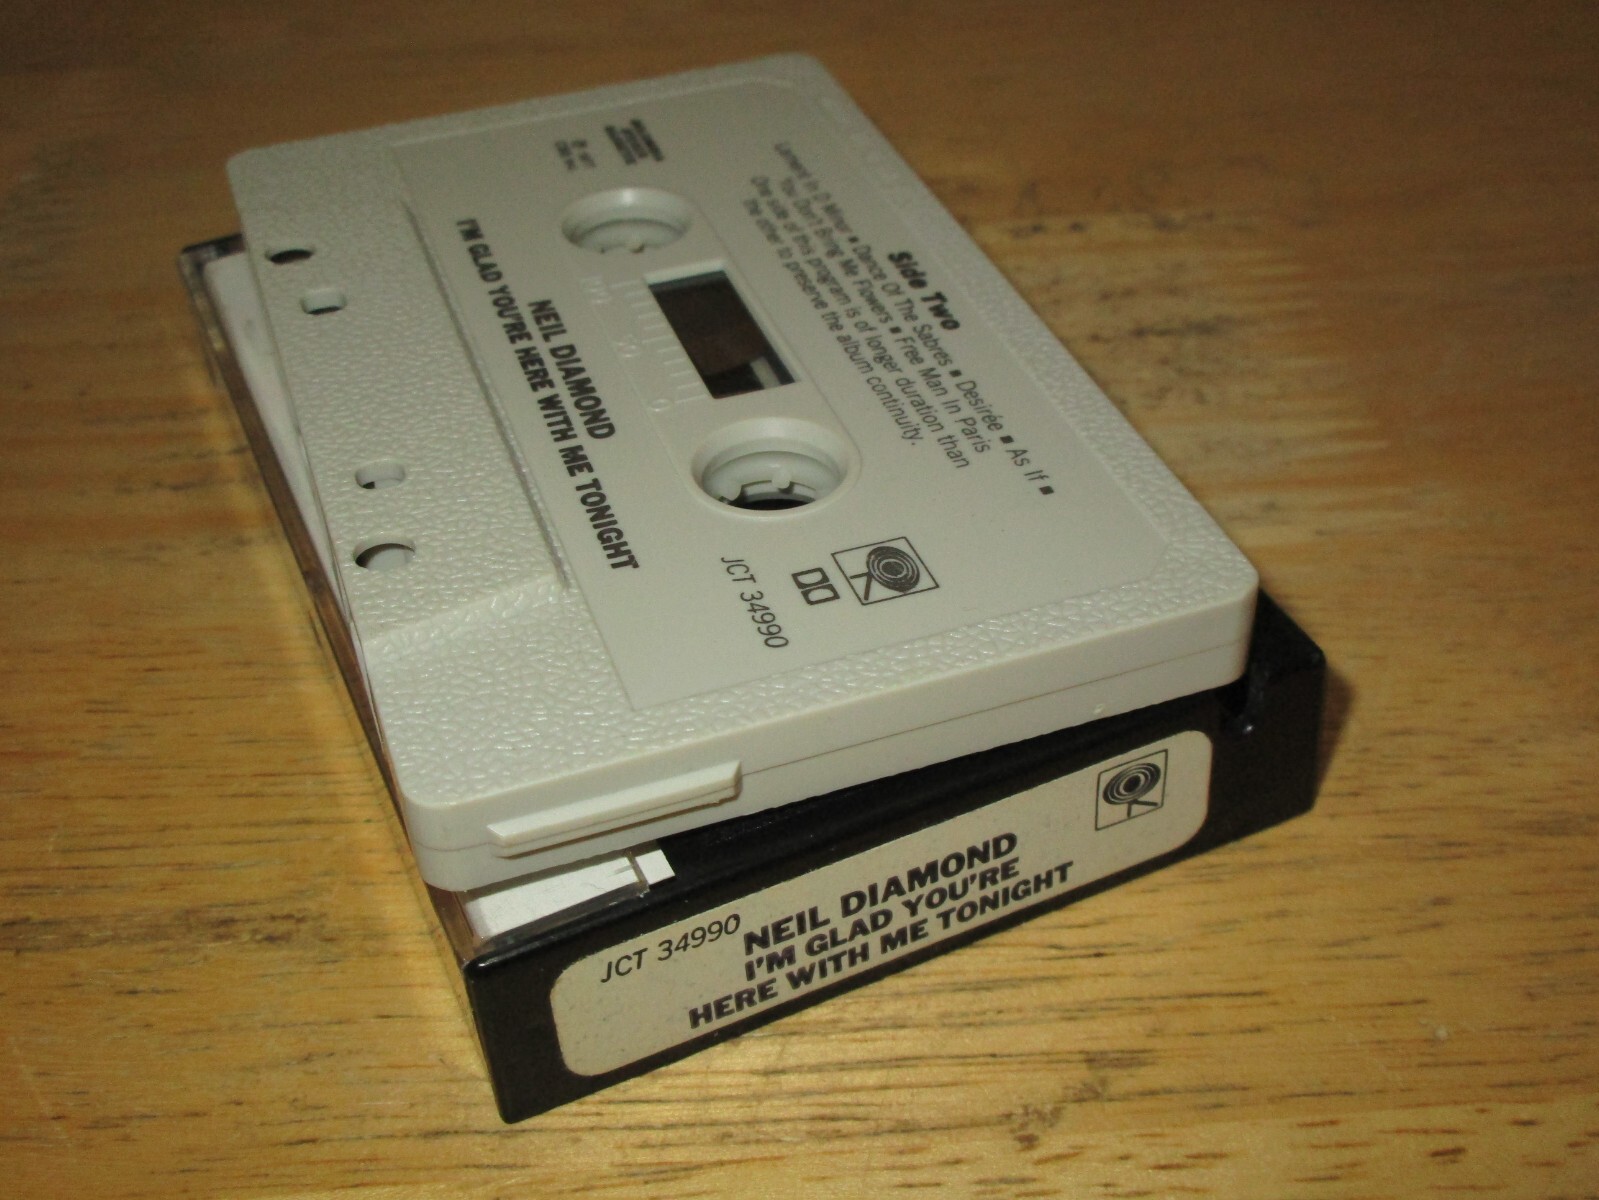 Side Two
Lament In D Minor ■ Dance Of The Sabres ■ Desirée ■ As If ■
You Don't Bring Me Flowers ■ Free Man In Paris
One side of this program is of longer duration than
the other to preserve the album continuity.
100
50
0
JCT 34990
NEIL DIAMOND
I'M GLAD YOU'RE HERE WITH ME TONIGHT
JCT 34990
NEIL DIAMOND
I'M GLAD YOU'RE
HERE WITH ME TONIGHT